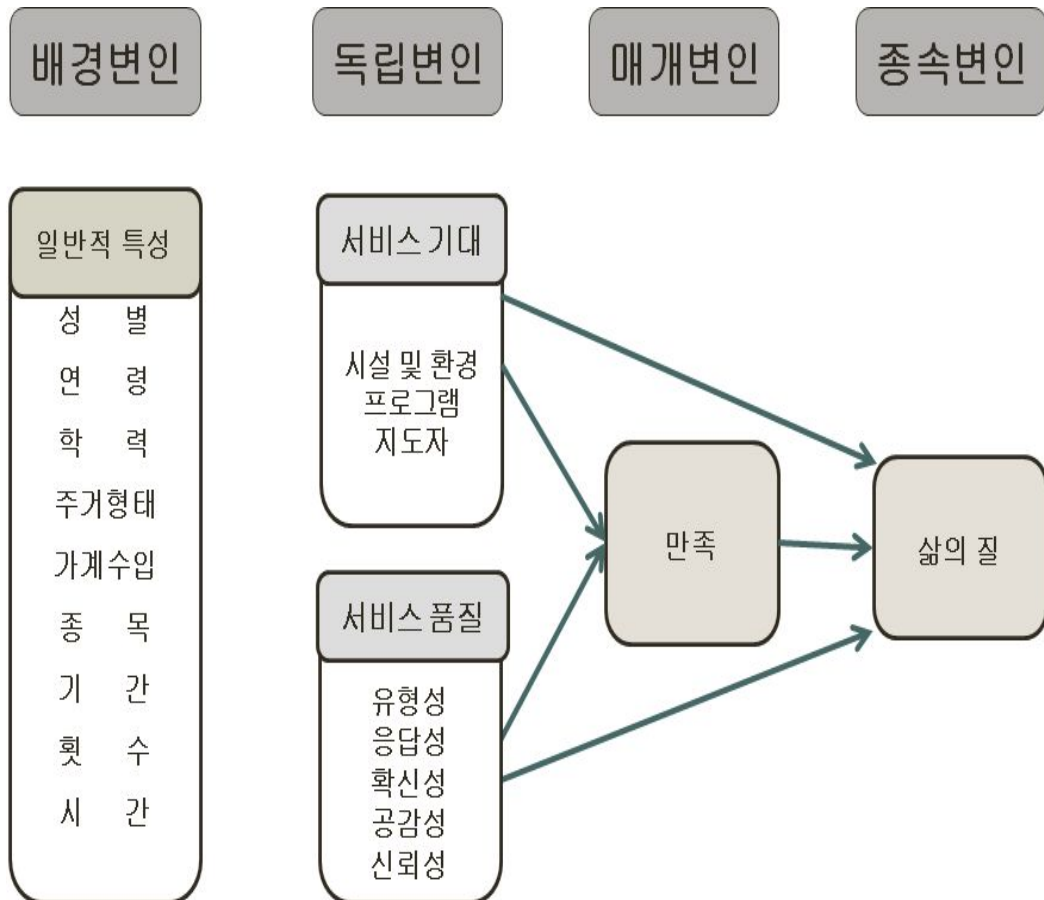 배경변인
독립변인
매개변인
종속변인
일반적 특성
성 별
연 령
학 력
주거형태
가계수입
종 목
기 간
횟 수
시 간
서비스 기대
시설 및 환경
프로그램
지도자
서비스 품질
유형성
응답성
확신성
공감성
신뢰성
만족
삶의 질